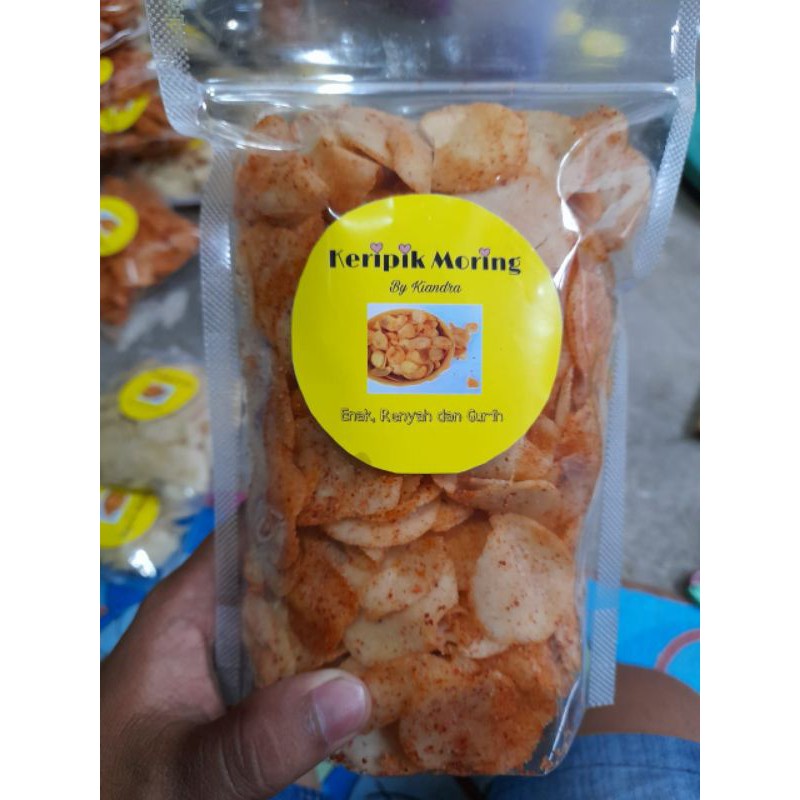 Keripik Moring
By Kiandra
Enak, Renyah dan Gurih